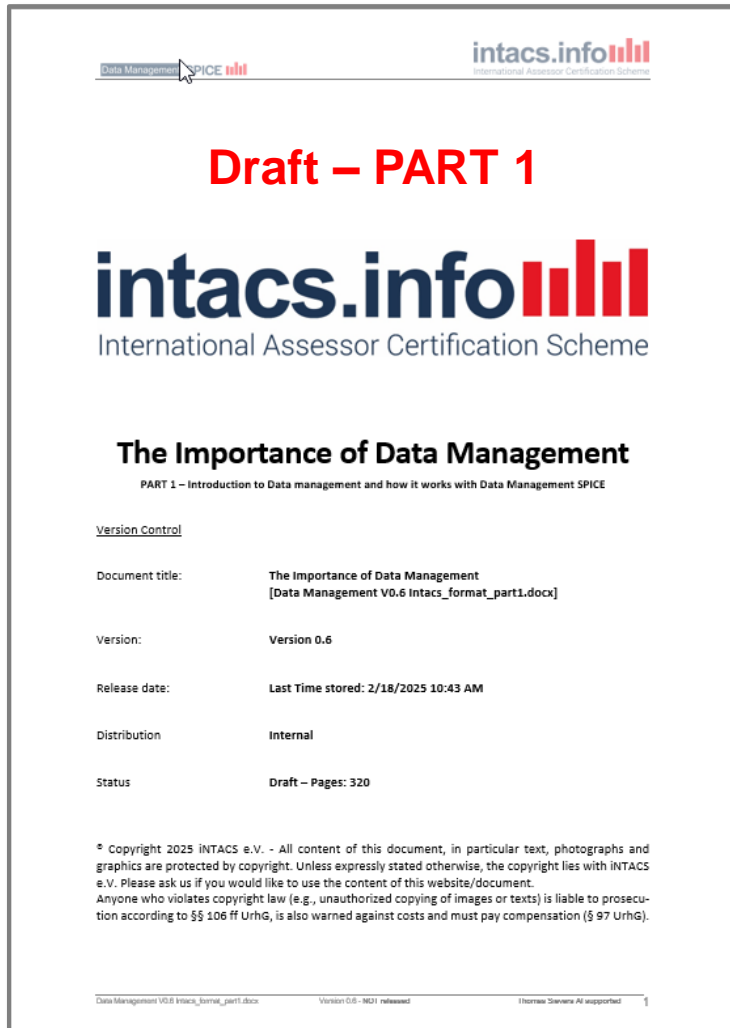 Data Management SPICE
intacs.info
International Assessor Certification Scheme
Draft – PART 1
intacs.info
International Assessor Certification Scheme
The Importance of Data Management
PART 1 – Introduction to Data management and how it works with Data Management SPICE
Version Control
Document title: The Importance of Data Management
[Data Management V0.6 Intacs_format_part1.docx]
Version: Version 0.6
Release date: Last Time stored: 2/18/2025 10:43 AM
Distribution Internal
Status Draft – Pages: 320
© Copyright 2025 iNTACS e.V. - All content of this document, in particular text, photographs and
graphics are protected by copyright. Unless expressly stated otherwise, the copyright lies with iNTACS
e.V. Please ask us if you would like to use the content of this website/document.
Anyone who violates copyright law (e.g., unauthorized copying of images or texts) is liable to prosecu-
tion according to §§ 106 ff UrhG, is also warned against costs and must pay compensation (§ 97 UrhG).
Data Management V0.6 Intacs_format_part1.docx Version 0.6 - NOT released Thomas AI supported 1